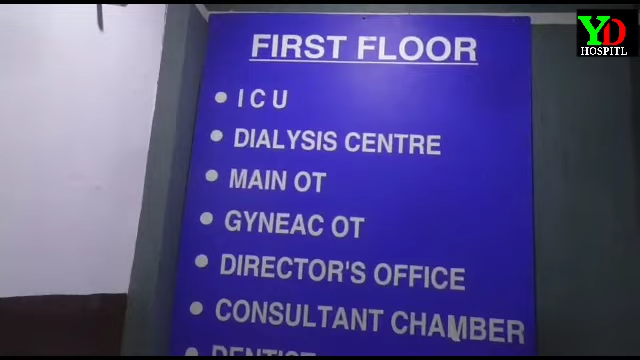 YD
HOSPITL
FIRST FLOOR
I C U
DIALYSIS CENTRE
MAIN OT
GYNEAC OT
DIRECTOR'S OFFICE
CONSULTANT CHAMBER